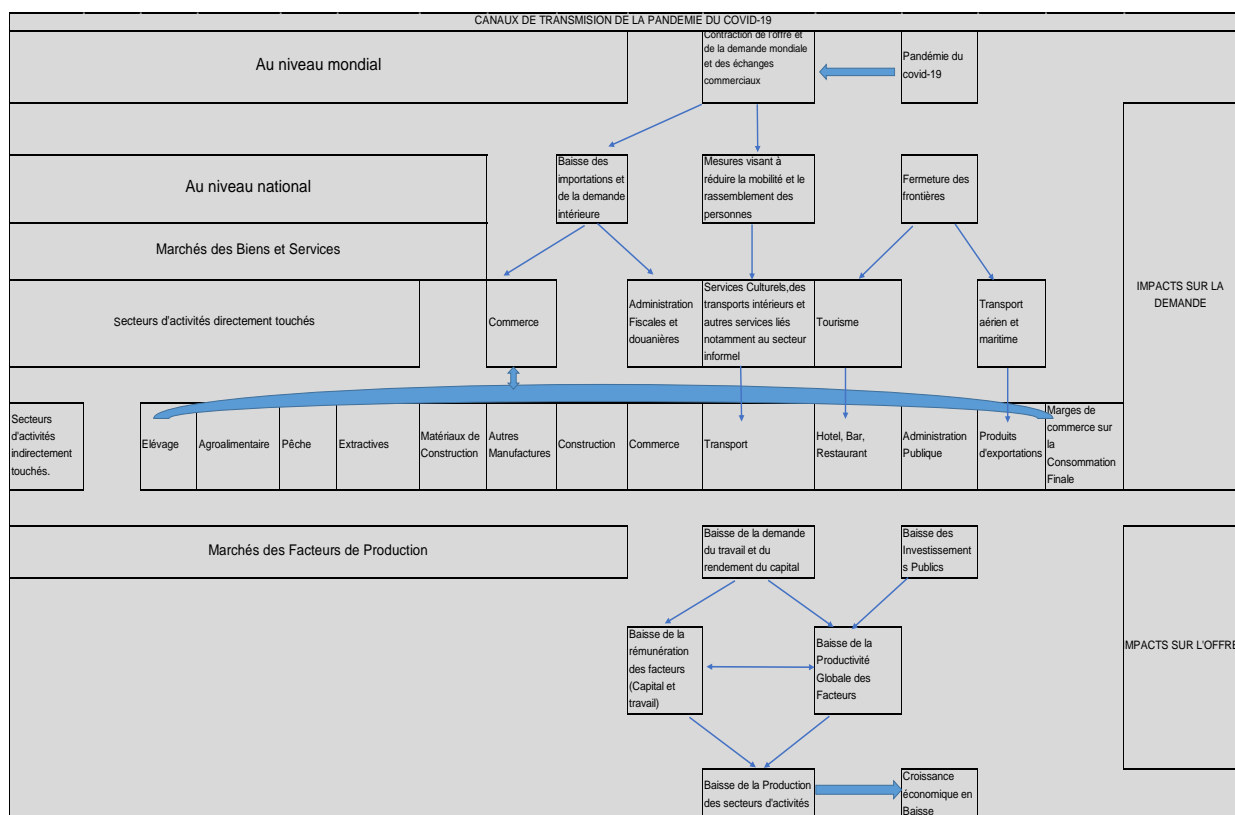 CANAUX DE TRANSMISION DE LA PANDEMIE DU COVID-19
Au niveau mondial
Contraction de l'offre et
de la demande mondiale
et des échanges
commerciaux
Pandémie du
covid-19
Au niveau national
Baisse des
importations et
de la demande
intérieure
Mesures visant à
réduire la mobilité et le
rassemblement des
personnes
Fermeture des
frontières
Marchés des Biens et Services
IMPACTS SUR LA
DEMANDE
Secteurs d'activités directement touchés
Commerce
Administration
Fiscales et
douanières
Services Culturels,des
transports intérieurs et
autres services liés
notamment au secteur
informel
Tourisme
Transport
aérien et
maritime
Secteurs
d'activités
indirectement
touchés.
Elévage
Agroalimentaire
Pêche
Extractives
Matériaux de
Construction
Autres
Manufactures
Construction
Commerce
Transport
Hotel, Bar,
Restaurant
Administration
Publique
Produits
d'exportations
Marges de
commerce sur
la
Consommation
Finale
Marchés des Facteurs de Production
Baisse de la demande
du travail et du
rendement du capital
Baisse des
Investissement
s Publics
Baisse de la
rémunération
des facteurs
(Capital et
travail)
Baisse de la
Productivité
Globale des
Facteurs
MPACTS SUR L'OFFRE
Baisse de la Production
des secteurs d'activités
Croissance
économique en
Baisse